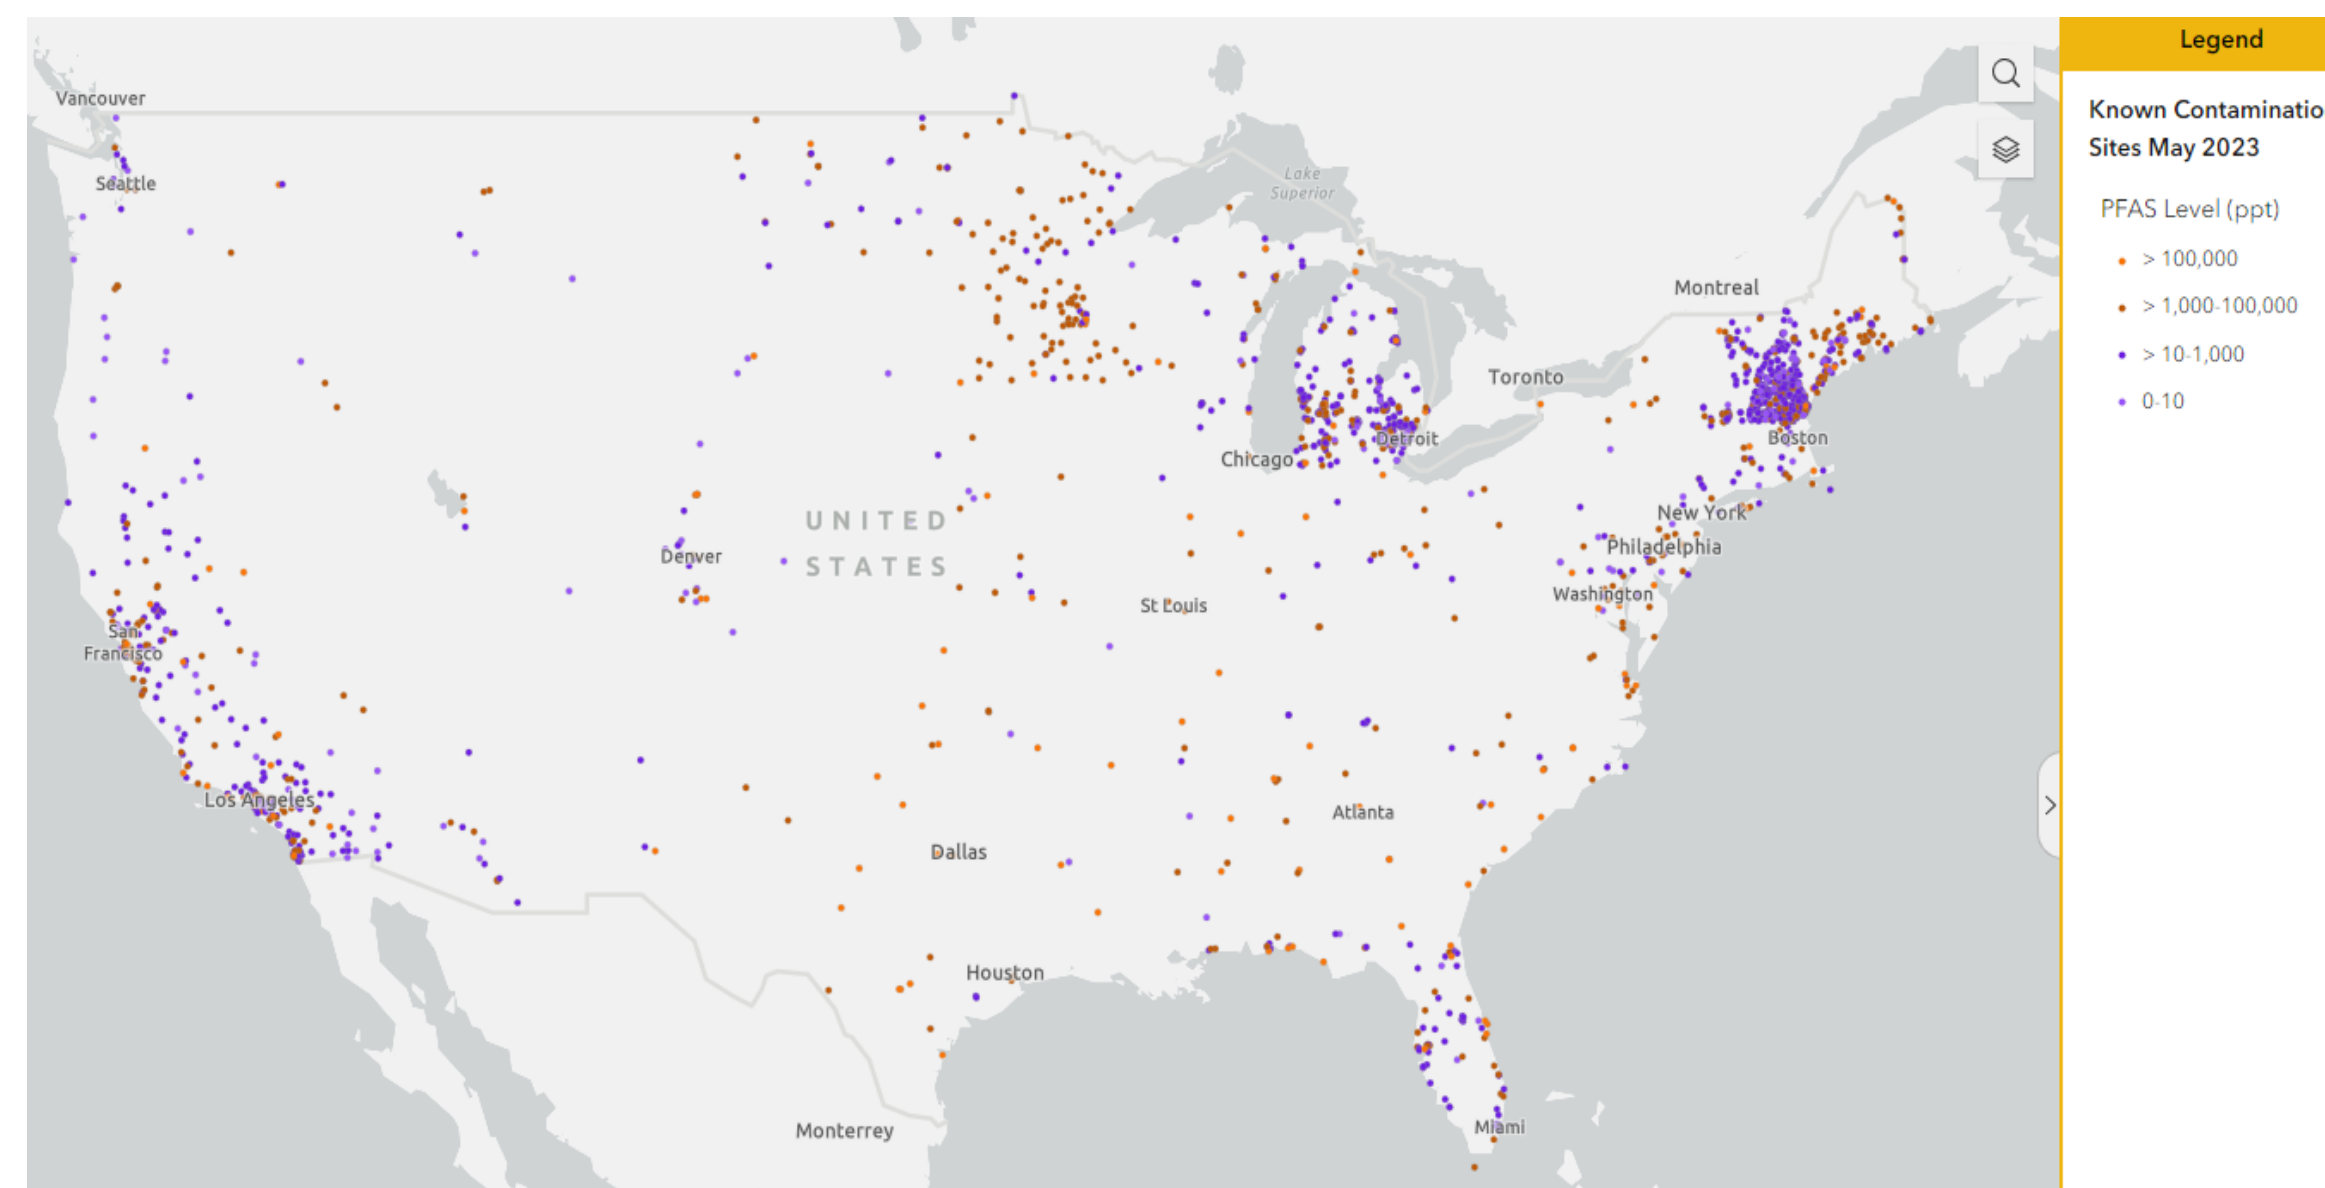 Legend
Known Contaminatio
Sites May 2023
PFAS Level (ppt)
> 100,000
> 1,000-100,000
> 10-1,000
0-10
Vancouver
Seattle
Lake
Superior
Montreal
Toronto
Detroit
Boston
Chicago
New York
UNITED
STATES
Denver
Philadelphia
Washington
St Louis
San
Francisco
Los Angeles
Atlanta
Dallas
Houston
Miami
Monterrey